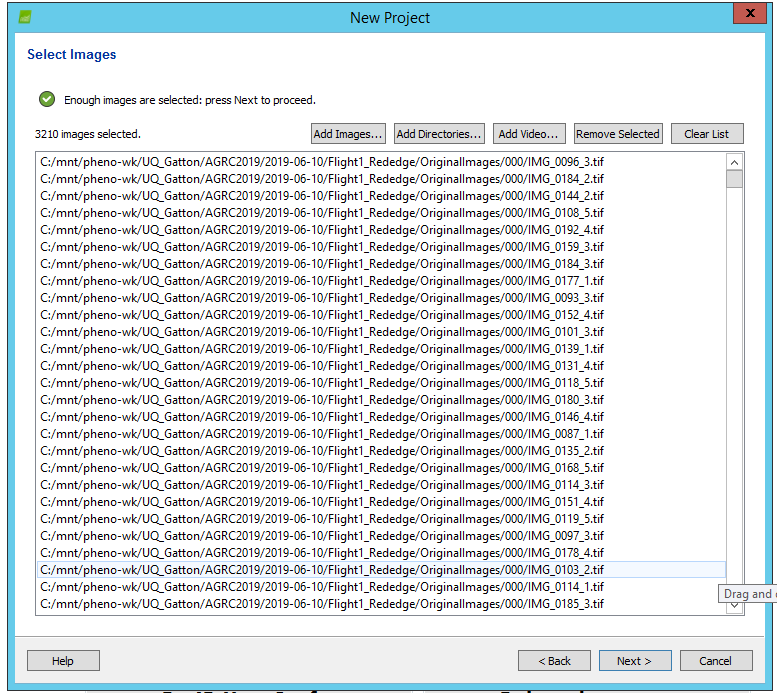 New Project
Select Images
Enough images are selected: press Next to proceed.
3210 images selected.
Add Images... Add Directories... Add Video... Remove Selected Clear List
C:/mnt/pheno-wk/UQ_Gatton/AGRC2019/2019-06-10/Flight1_Rededge/OriginalImages/000/IMG_0096_3.tif
C:/mnt/pheno-wk/UQ_Gatton/AGRC2019/2019-06-10/Flight1_Rededge/OriginalImages/000/IMG_0184_2.tif
C:/mnt/pheno-wk/UQ_Gatton/AGRC2019/2019-06-10/Flight1_Rededge/OriginalImages/000/IMG_0144_2.tif
C:/mnt/pheno-wk/UQ_Gatton/AGRC2019/2019-06-10/Flight1_Rededge/OriginalImages/000/IMG_0108_5.tif
C:/mnt/pheno-wk/UQ_Gatton/AGRC2019/2019-06-10/Flight1_Rededge/OriginalImages/000/IMG_0192_4.tif
C:/mnt/pheno-wk/UQ_Gatton/AGRC2019/2019-06-10/Flight1_Rededge/OriginalImages/000/IMG_0159_3.tif
C:/mnt/pheno-wk/UQ_Gatton/AGRC2019/2019-06-10/Flight1_Rededge/OriginalImages/000/IMG_0184_3.tif
C:/mnt/pheno-wk/UQ_Gatton/AGRC2019/2019-06-10/Flight1_Rededge/OriginalImages/000/IMG_0177_1.tif
C:/mnt/pheno-wk/UQ_Gatton/AGRC2019/2019-06-10/Flight1_Rededge/OriginalImages/000/IMG_0093_3.tif
C:/mnt/pheno-wk/UQ_Gatton/AGRC2019/2019-06-10/Flight1_Rededge/OriginalImages/000/IMG_0152_4.tif
C:/mnt/pheno-wk/UQ_Gatton/AGRC2019/2019-06-10/Flight1_Rededge/OriginalImages/000/IMG_0101_3.tif
C:/mnt/pheno-wk/UQ_Gatton/AGRC2019/2019-06-10/Flight1_Rededge/OriginalImages/000/IMG_0139_1.tif
C:/mnt/pheno-wk/UQ_Gatton/AGRC2019/2019-06-10/Flight1_Rededge/OriginalImages/000/IMG_0131_4.tif
C:/mnt/pheno-wk/UQ_Gatton/AGRC2019/2019-06-10/Flight1_Rededge/OriginalImages/000/IMG_0118_5.tif
C:/mnt/pheno-wk/UQ_Gatton/AGRC2019/2019-06-10/Flight1_Rededge/OriginalImages/000/IMG_0180_3.tif
C:/mnt/pheno-wk/UQ_Gatton/AGRC2019/2019-06-10/Flight1_Rededge/OriginalImages/000/IMG_0146_4.tif
C:/mnt/pheno-wk/UQ_Gatton/AGRC2019/2019-06-10/Flight1_Rededge/OriginalImages/000/IMG_0087_1.tif
C:/mnt/pheno-wk/UQ_Gatton/AGRC2019/2019-06-10/Flight1_Rededge/OriginalImages/000/IMG_0135_2.tif
C:/mnt/pheno-wk/UQ_Gatton/AGRC2019/2019-06-10/Flight1_Rededge/OriginalImages/000/IMG_0168_5.tif
C:/mnt/pheno-wk/UQ_Gatton/AGRC2019/2019-06-10/Flight1_Rededge/OriginalImages/000/IMG_0114_3.tif
C:/mnt/pheno-wk/UQ_Gatton/AGRC2019/2019-06-10/Flight1_Rededge/OriginalImages/000/IMG_0151_4.tif
C:/mnt/pheno-wk/UQ_Gatton/AGRC2019/2019-06-10/Flight1_Rededge/OriginalImages/000/IMG_0119_5.tif
C:/mnt/pheno-wk/UQ_Gatton/AGRC2019/2019-06-10/Flight1_Rededge/OriginalImages/000/IMG_0097_3.tif
C:/mnt/pheno-wk/UQ_Gatton/AGRC2019/2019-06-10/Flight1_Rededge/OriginalImages/000/IMG_0178_4.tif
C:/mnt/pheno-wk/UQ_Gatton/AGRC2019/2019-06-10/Flight1_Rededge/OriginalImages/000/IMG_0103_2.tif
C:/mnt/pheno-wk/UQ_Gatton/AGRC2019/2019-06-10/Flight1_Rededge/OriginalImages/000/IMG_0114_1.tif
Drag and
C:/mnt/pheno-wk/UQ_Gatton/AGRC2019/2019-06-10/Flight1_Rededge/OriginalImages/000/IMG_0185_3.tif
Help < Back Next > Cancel